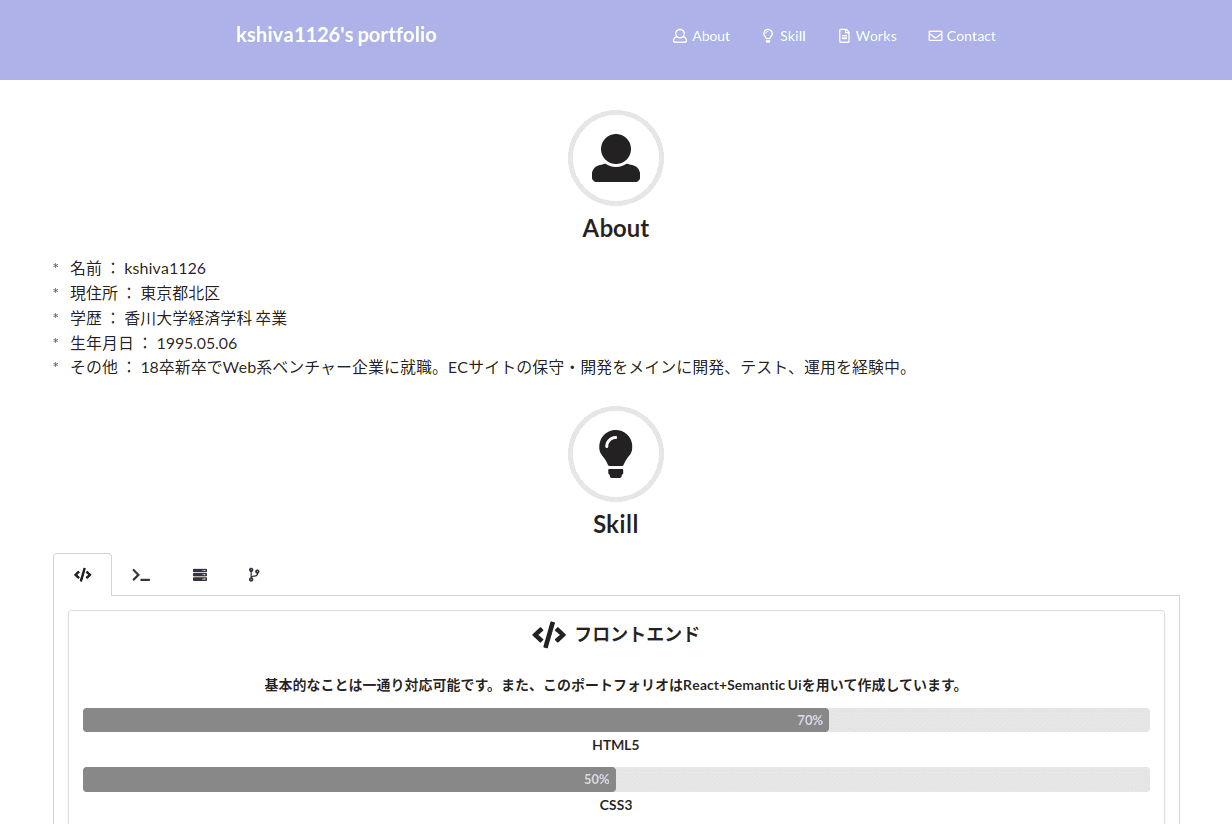 kshiva1126's portfolio
About Skill Works Contact
About
* 名前 : kshiva1126
* 現住所 : 東京都北区
* 学歴 : 香川大学経済学科 卒業
* 生年月日 : 1995.05.06
* その他 : 18卒新卒でWeb系ベンチャー企業に就職。ECサイトの保守・開発をメインに開発、テスト、運用を経験中。
Skill
フロントエンド
基本的なことは一通り対応可能です。また、このポートフォリオはReact+Semantic Uiを用いて作成しています。
70%
HTML5
50%
CSS3